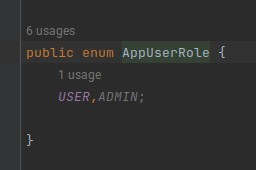 6 usages
public enum AppUserRole {
1 usage
USER,ADMIN;
}